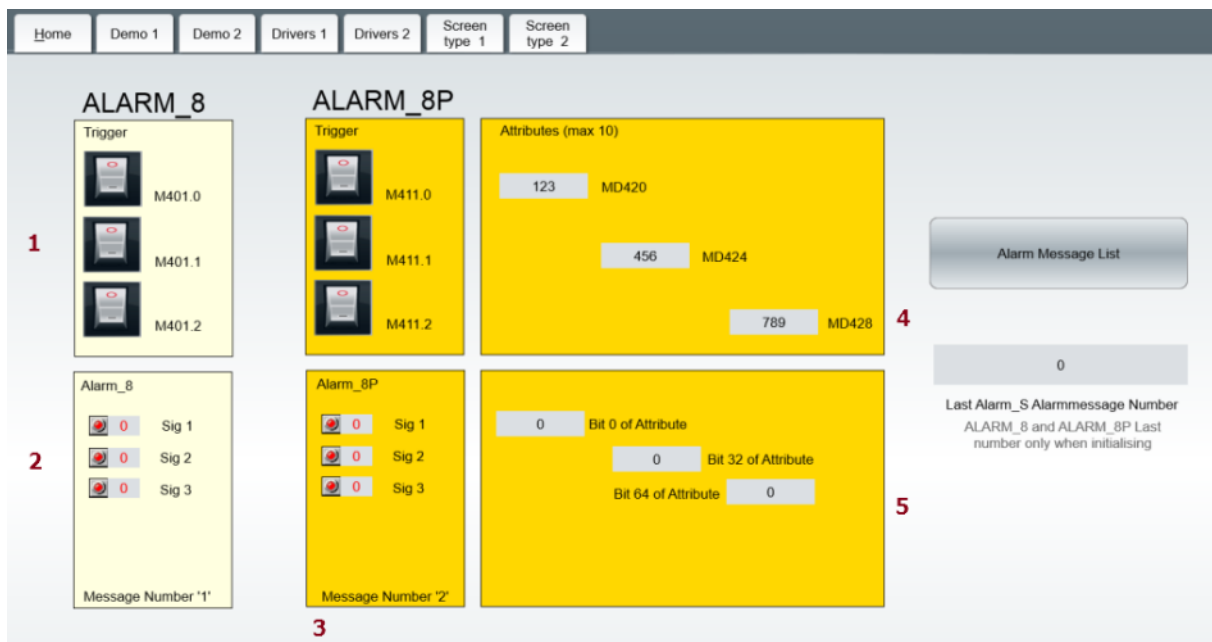 Home
Demo 1
Demo 2
Drivers 1
Drivers 2
Screen
type 1
Screen
type 2
ALARM_8
Trigger
M401.0
M401.1
M401.2
1
ALARM_8P
Trigger
M411.0
M411.1
M411.2
Attributes (max 10)
123 MD420
456 MD424
789 MD428
4
Alarm Message List
0
Last Alarm_S Alarmmessage Number
ALARM_8 and ALARM_8P Last
number only when initialising
2
Alarm_8
0 Sig 1
0 Sig 2
0 Sig 3
Message Number '1'
Alarm_8P
0 Sig 1
0 Sig 2
0 Sig 3
Message Number '2'
3
0 Bit 0 of Attribute
0 Bit 32 of Attribute
Bit 64 of Attribute 0
5